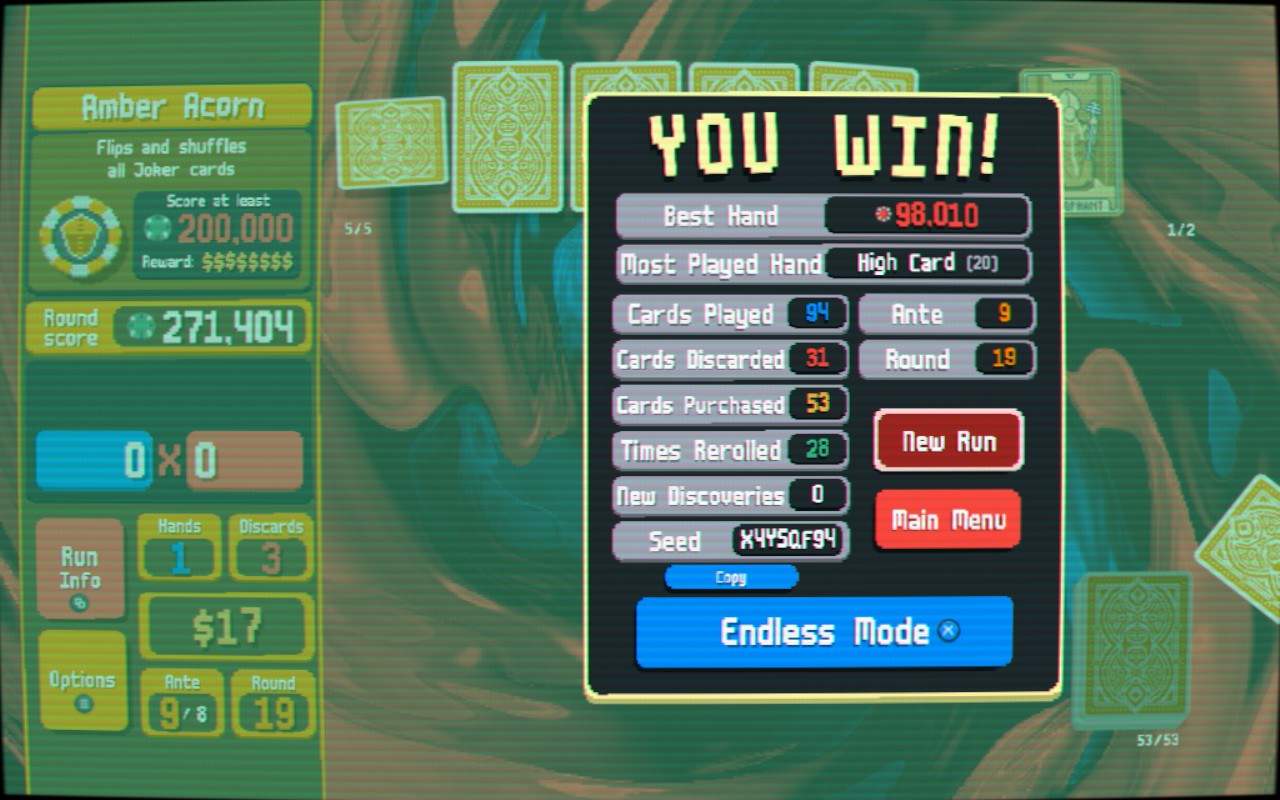 Amber Acorn
Flips and shuffles
all Joker cards
Score at least
200,000
Reward: $$$$$$$$
Round
score
271,404
0 X 0
Run
Info
Hands
1
Discards
3
$17
Options
Ante
9 / 8
Round
19
5/5
1/2
53/53
YOU WIN!
Best Hand 98,010
Most Played Hand High Card (20)
Cards Played 94
Ante 9
Cards Discarded 31
Round 19
Cards Purchased 53
Times Rerolled 28
New Discoveries 0
Seed X4YSQF94
Copy
New Run
Main Menu
Endless Mode